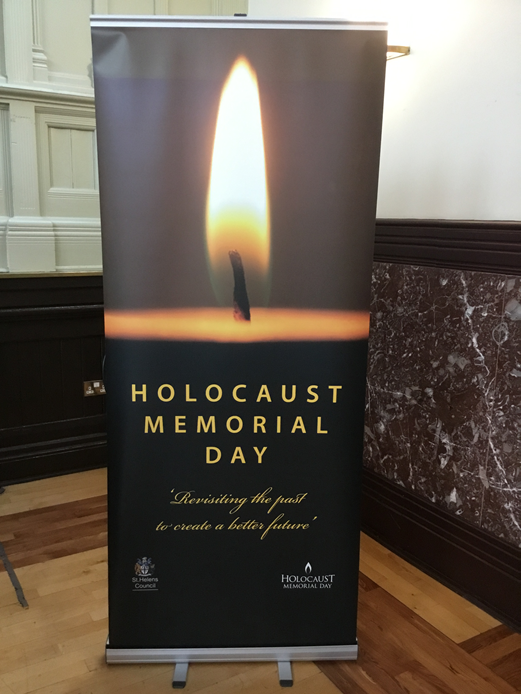 HOLOCAUST
MEMORIAL
DAY
'Revisiting the past
to create a better future'
St.Helens
Council
HOLOCAUST
MEMORIAL DAY